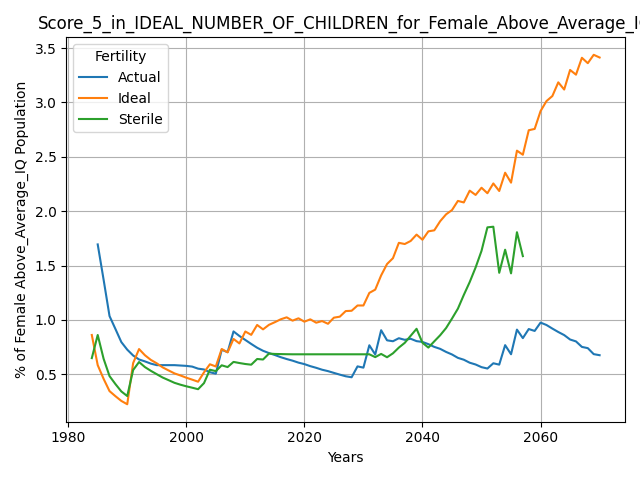 Score_5_in_IDEAL_NUMBER_OF_CHILDREN_for_Female_Above_Average_I
Fertility
Actual
Ideal
Sterile
% of Female Above_Average_IQ Population
3.5
3.0
2.5
2.0
1.5
1.0
0.5
1980 2000 2020 2040 2060
Years